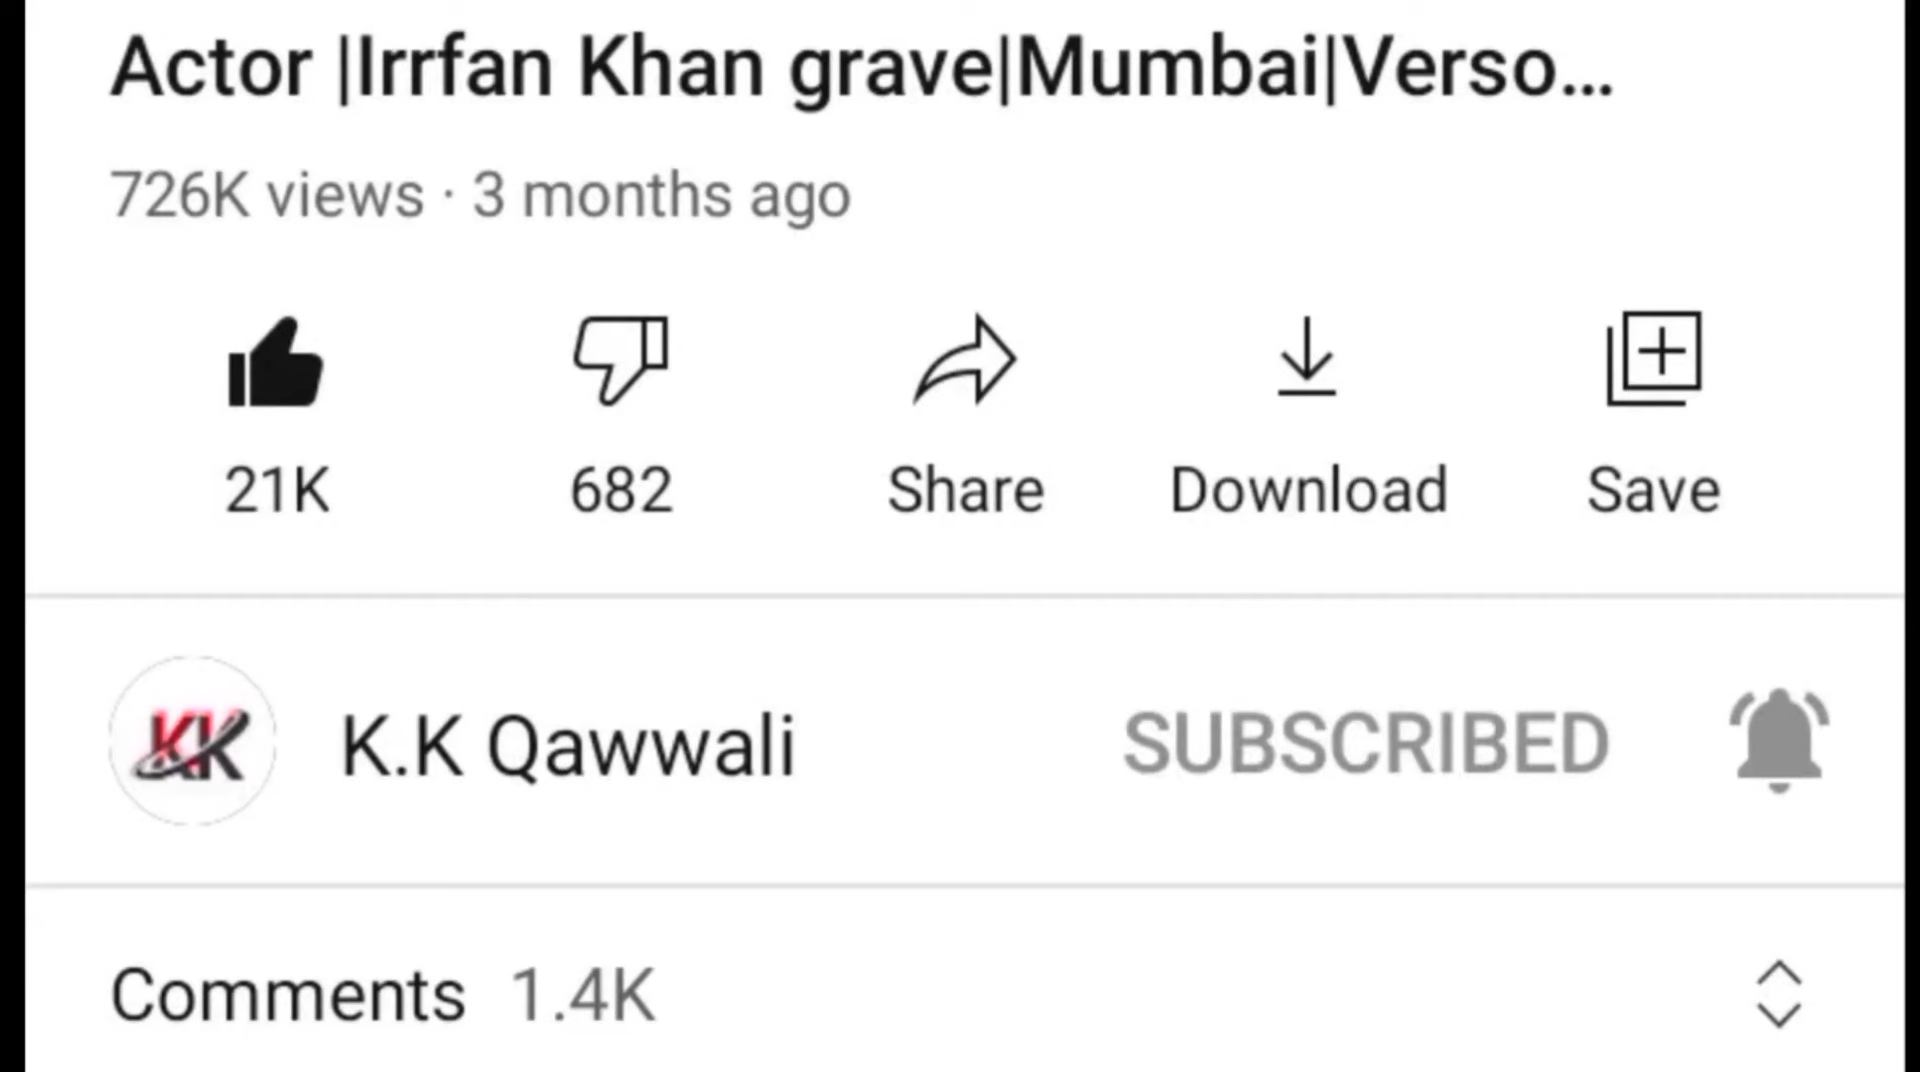 Actor |Irrfan Khan grave|Mumbai|Verso...
726K views · 3 months ago
21K 682 Share Download Save
KK
K.K Qawwali SUBSCRIBED
Comments 1.4K